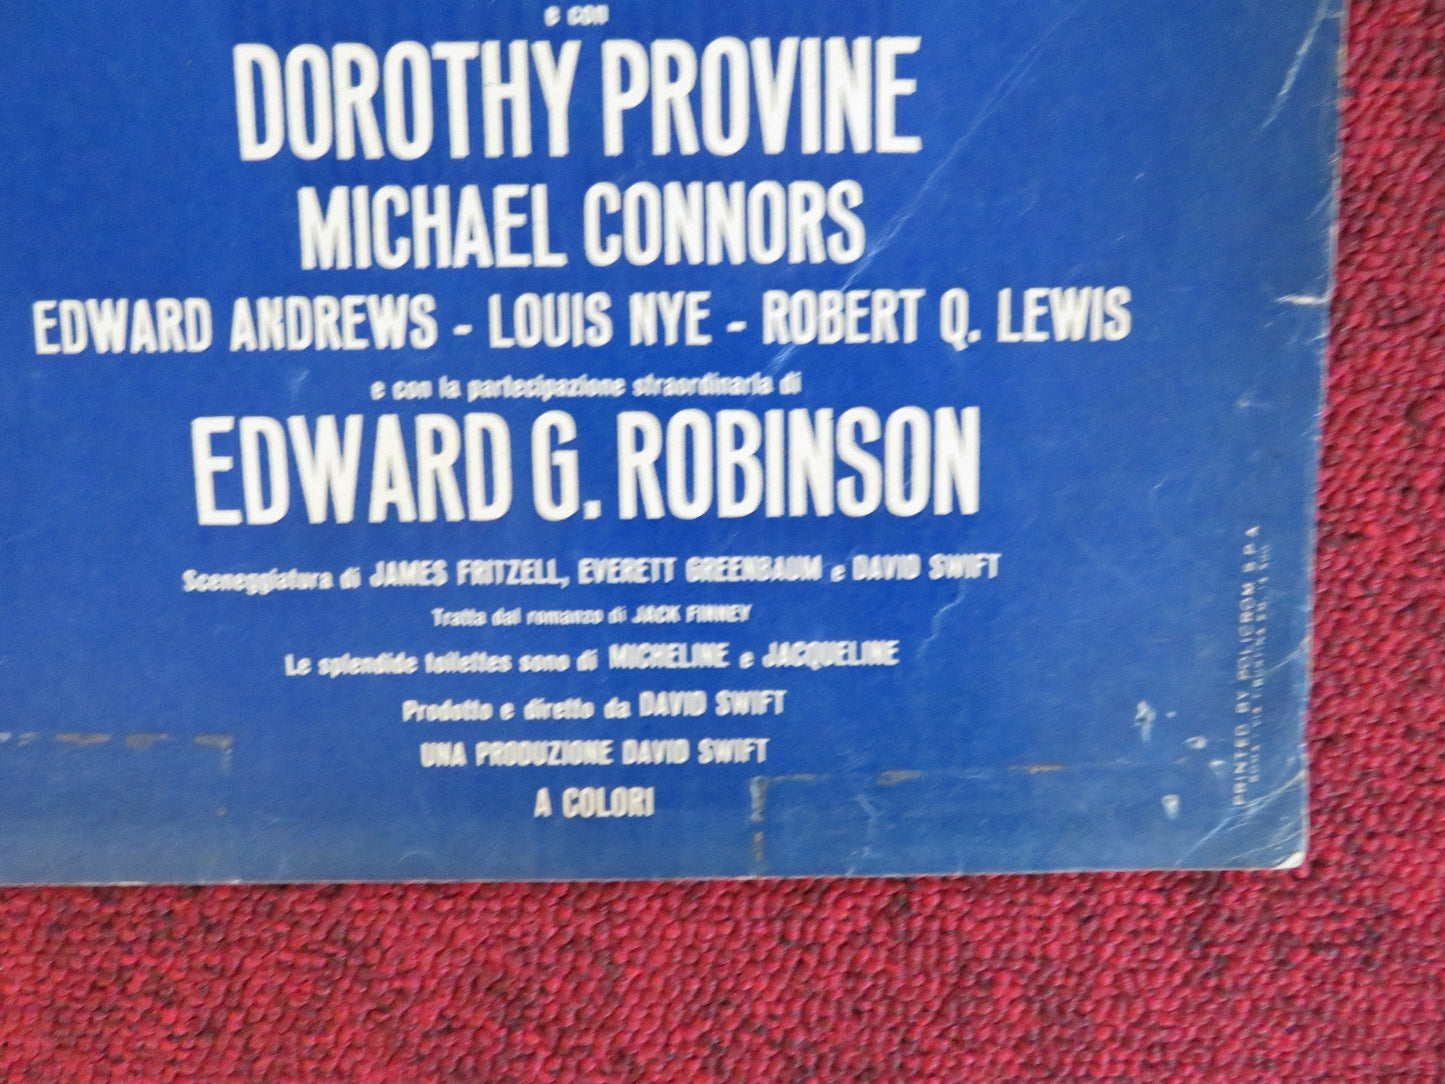 e con
DOROTHY PROVINE
MICHAEL CONNORS
EDWARD ANDREWS - LOUIS NYE - ROBERT Q. LEWIS
e con la partecipazione straordinaria di
EDWARD G. ROBINSON
Sceneggiatura di JAMES FRITZELL, EVERETT GREENBAUM e DAVID SWIFT
Tratta dal romanzo di JACK FINNEY
Le splendide toilettes sono di MICHELINE e JACQUELINE
Prodotto e diretto da DAVID SWIFT
UNA PRODUZIONE DAVID SWIFT
A COLORI
PRINTED BY POLICROM S.P.A
ROMA VIA